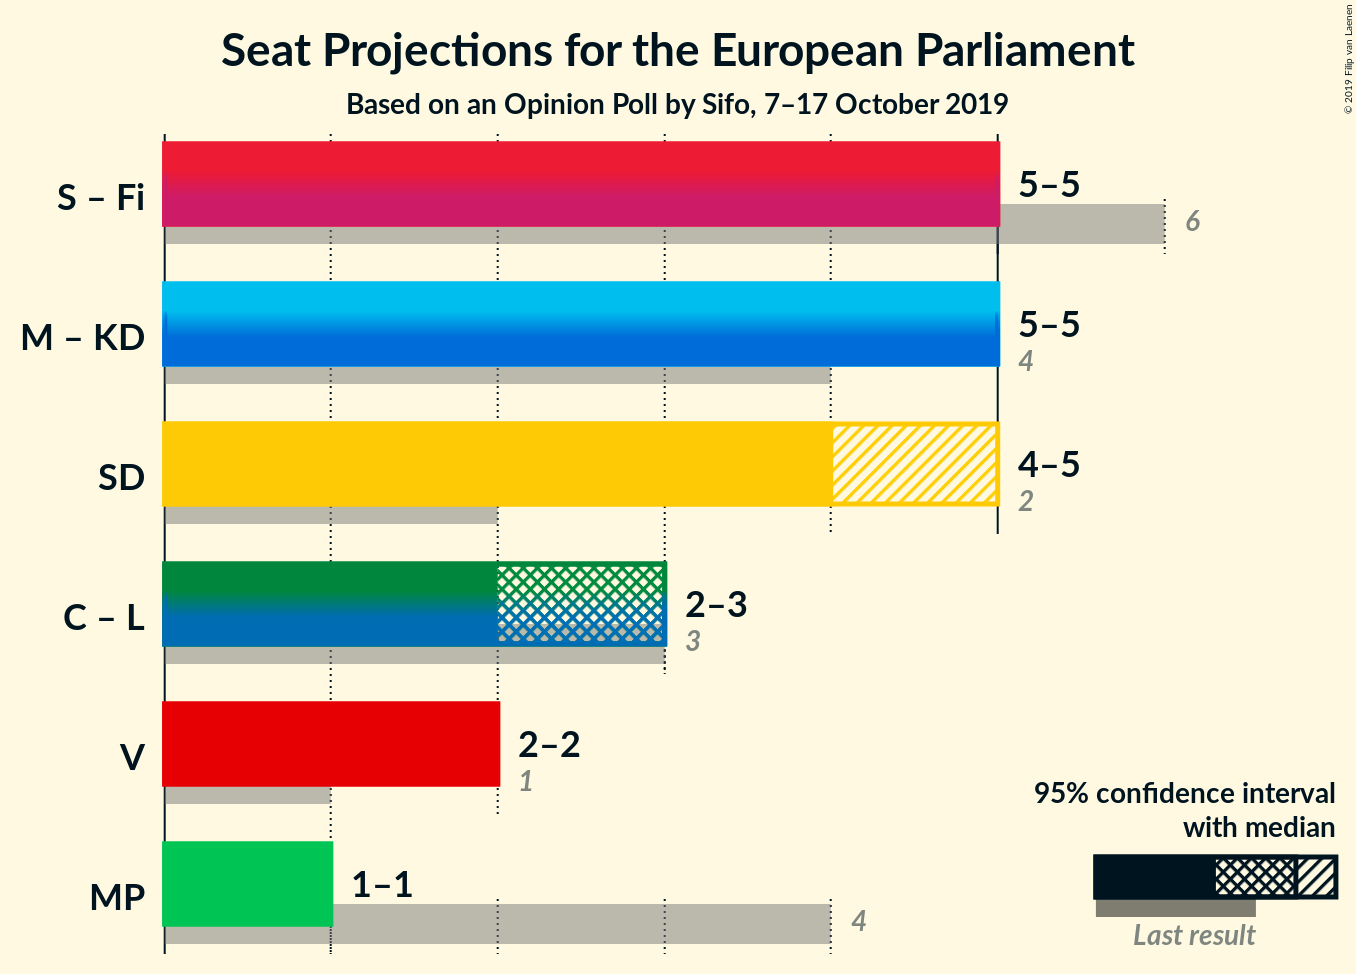 Seat Projections for the European Parliament
Based on an Opinion Poll by Sifo, 7–17 October 2019
© 2019 Filip van Laenen
S – Fi
5–5
6
M – KD
5–5
4
SD
4–5
2
C – L
2–3
3
V
2–2
1
MP
1–1
4
95% confidence interval
with median
Last result